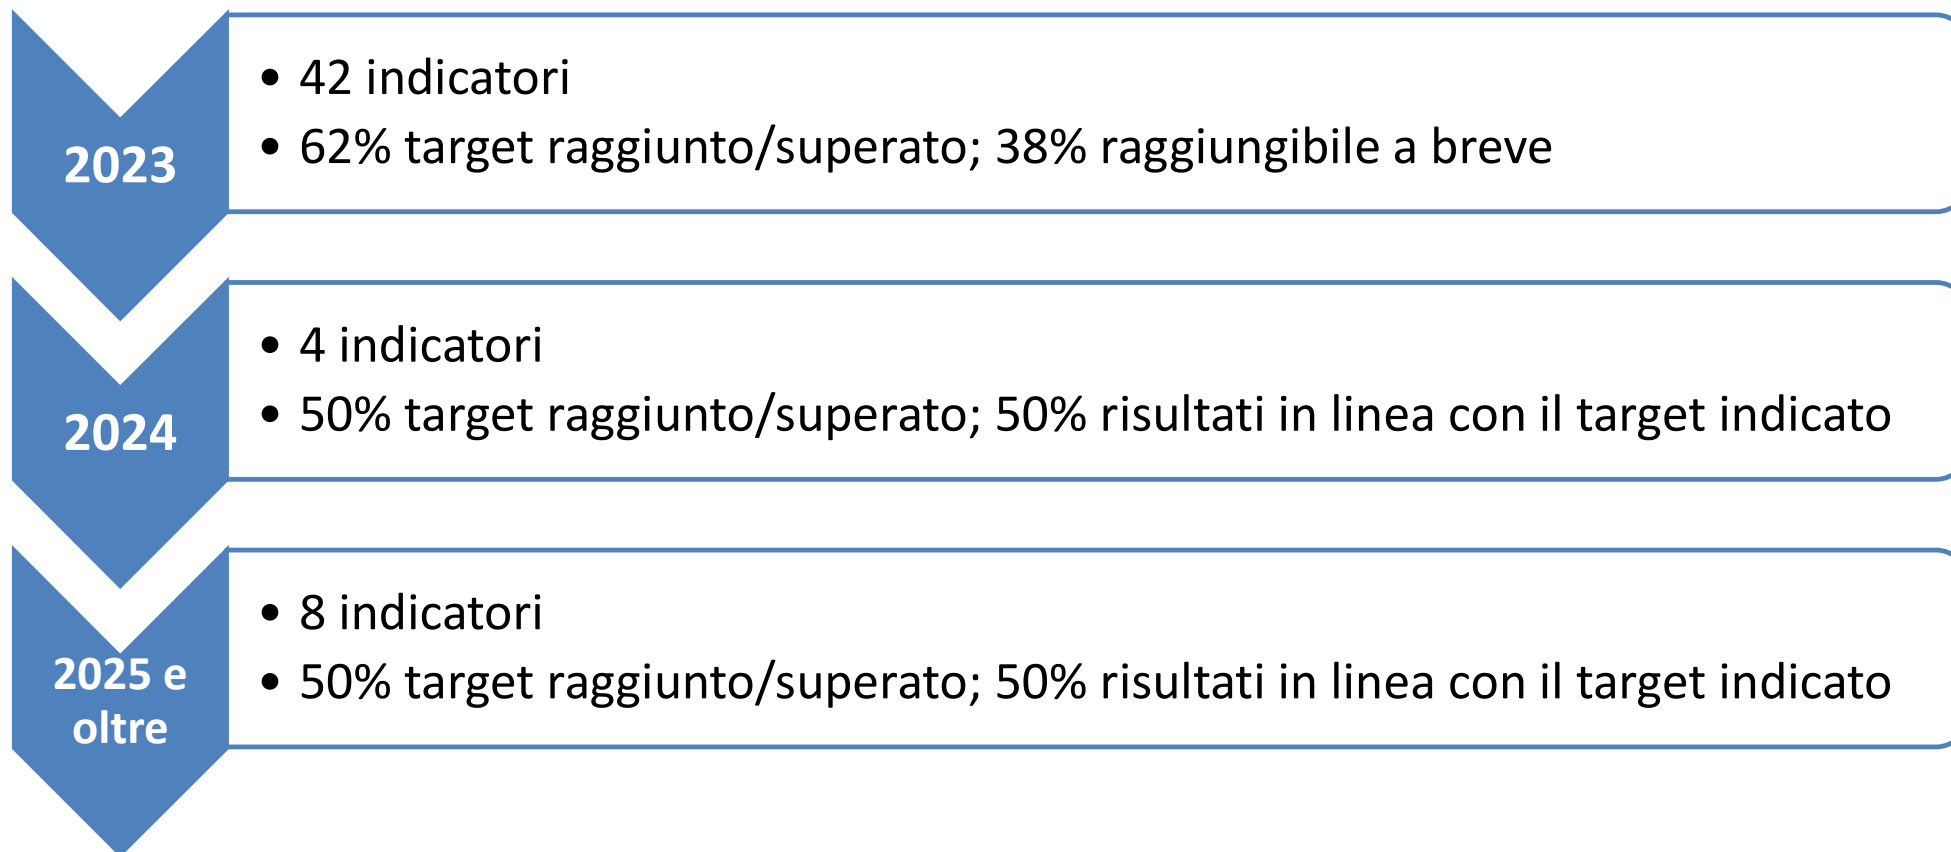 2023
• 42 indicatori
• 62% target raggiunto/superato; 38% raggiungibile a breve
2024
• 4 indicatori
• 50% target raggiunto/superato; 50% risultati in linea con il target indicato
2025 e
oltre
• 8 indicatori
• 50% target raggiunto/superato; 50% risultati in linea con il target indicato